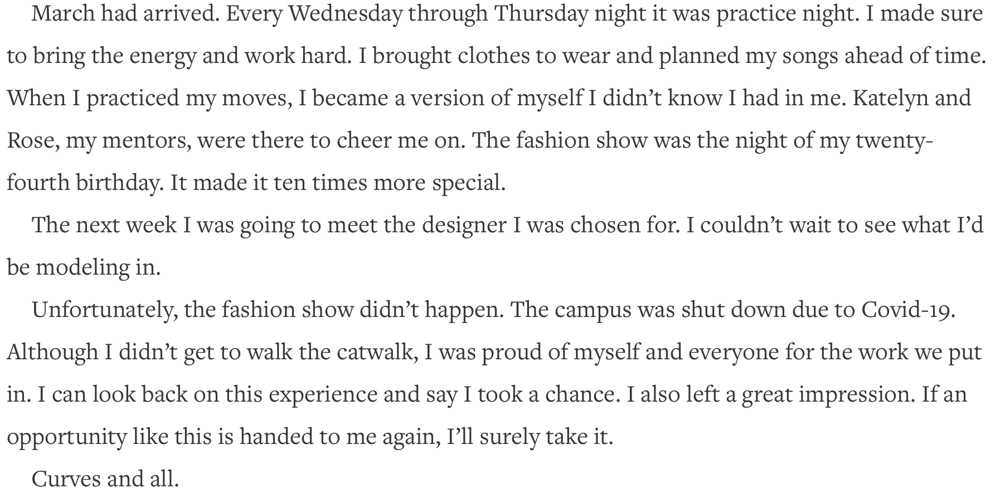 March had arrived. Every Wednesday through Thursday night it was practice night. I made sure
to bring the energy and work hard. I brought clothes to wear and planned my songs ahead of time.
When I practiced my moves, I became a version of myself I didn’t know I had in me. Katelyn and
Rose, my mentors, were there to cheer me on. The fashion show was the night of my twenty-
fourth birthday. It made it ten times more special.
The next week I was going to meet the designer I was chosen for. I couldn’t wait to see what I’d
be modeling in.
Unfortunately, the fashion show didn’t happen. The campus was shut down due to Covid-19.
Although I didn’t get to walk the catwalk, I was proud of myself and everyone for the work we put
in. I can look back on this experience and say I took a chance. I also left a great impression. If an
opportunity like this is handed to me again, I’ll surely take it.
Curves and all.